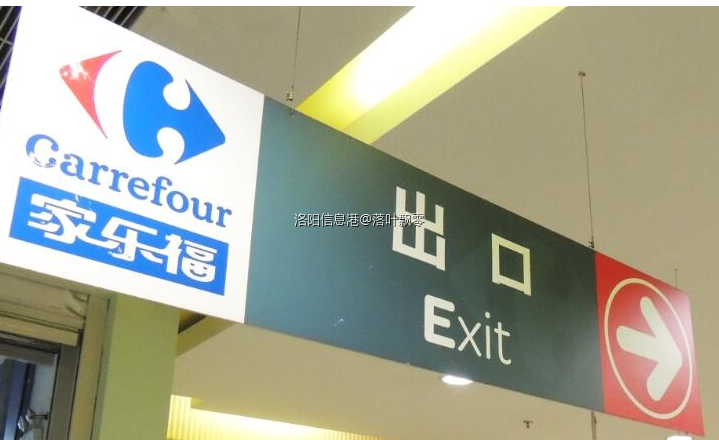 Carrefour
家乐福
出口
Exit
洛阳信息港@落叶飘零